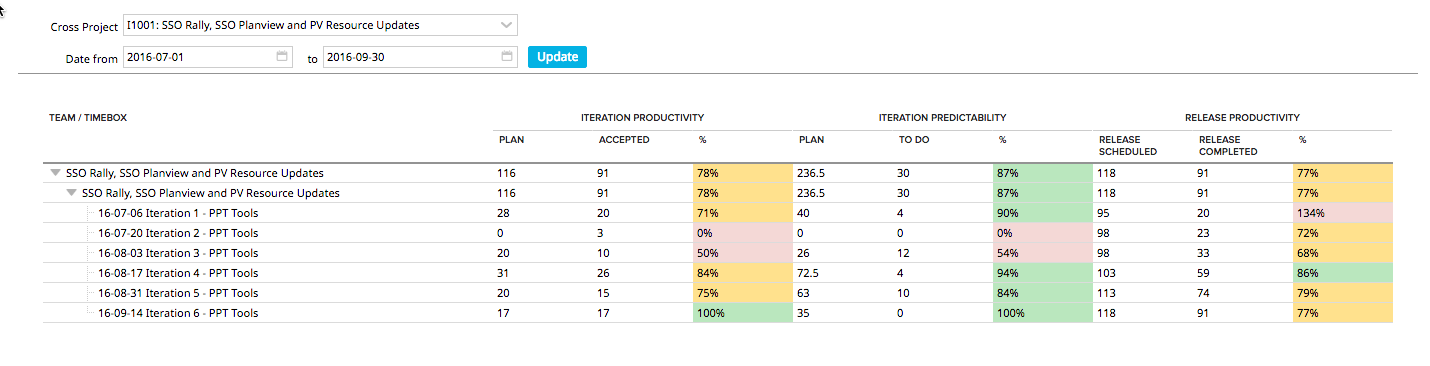 Cross Project I1001: SSO Rally, SSO Planview and PV Resource Updates
Date from 2016-07-01 to 2016-09-30 Update
TEAM / TIMEBOX ITERATION PRODUCTIVITY ITERATION PREDICTABILITY RELEASE PRODUCTIVITY
PLAN ACCEPTED % PLAN TO DO % RELEASE SCHEDULED RELEASE COMPLETED %
SSO Rally, SSO Planview and PV Resource Updates 116 91 78% 236.5 30 87% 118 91 77%
SSO Rally, SSO Planview and PV Resource Updates 116 91 78% 236.5 30 87% 118 91 77%
16-07-06 Iteration 1 - PPT Tools 28 20 71% 40 4 90% 95 20 134%
16-07-20 Iteration 2 - PPT Tools 0 3 0% 0 0 0% 98 23 72%
16-08-03 Iteration 3 - PPT Tools 20 10 50% 26 12 54% 98 33 68%
16-08-17 Iteration 4 - PPT Tools 31 26 84% 72.5 4 94% 103 59 86%
16-08-31 Iteration 5 - PPT Tools 20 15 75% 63 10 84% 113 74 79%
16-09-14 Iteration 6 - PPT Tools 17 17 100% 35 0 100% 118 91 77%